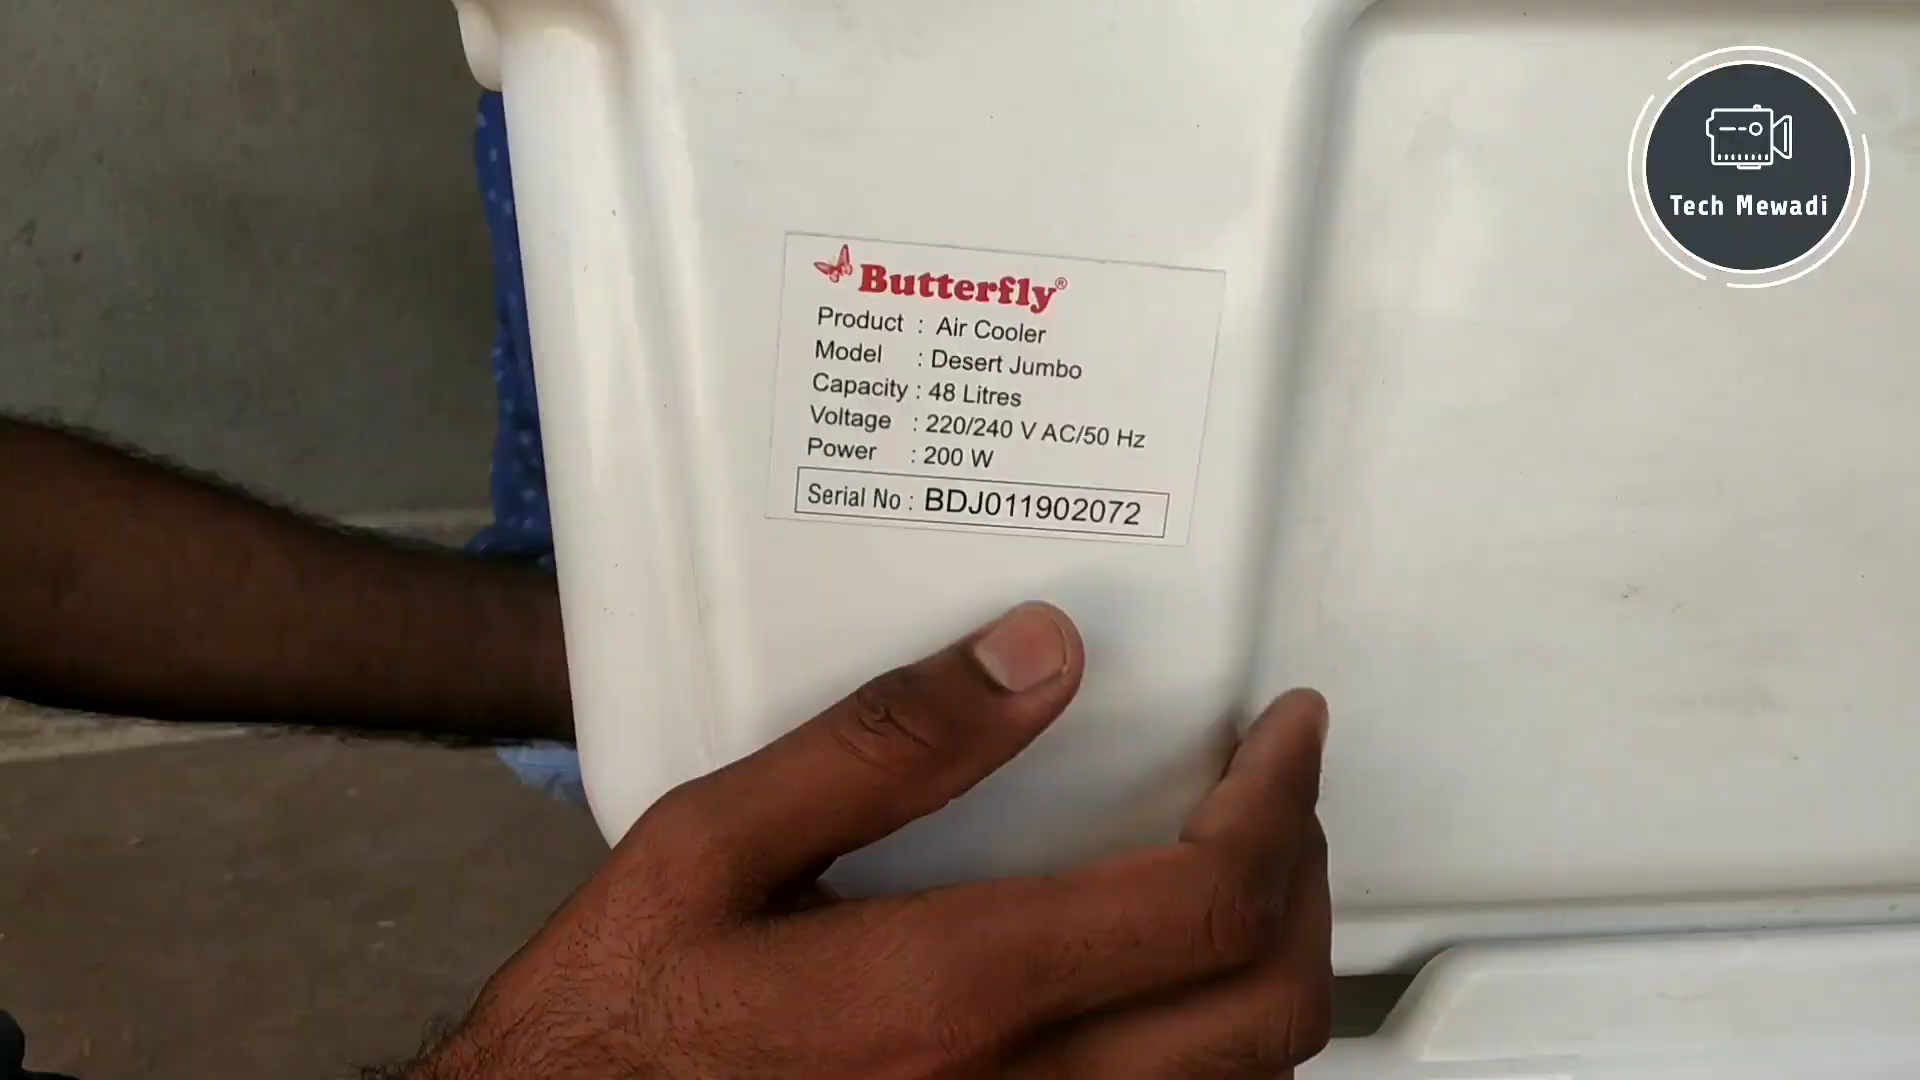 Butterfly®
Product : Air Cooler
Model : Desert Jumbo
Capacity : 48 Litres
Voltage : 220/240 V AC/50 Hz
Power : 200 W
Serial No : BDJ011902072
Tech Mewadi